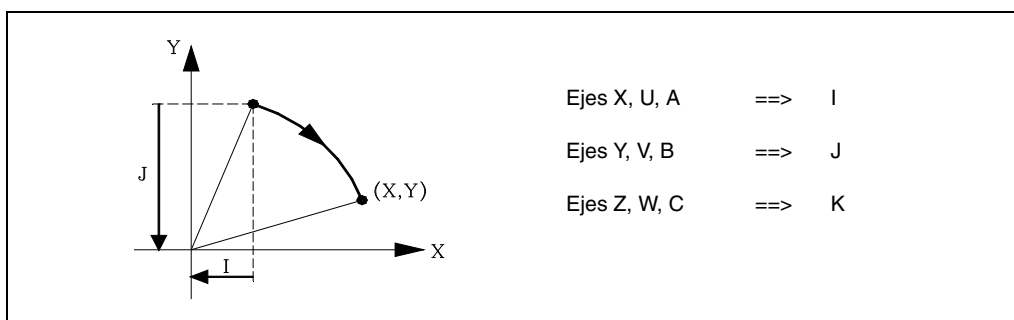 Y
J
I
(X,Y)
X
Ejes X, U, A ==> I
Ejes Y, V, B ==> J
Ejes Z, W, C ==> K